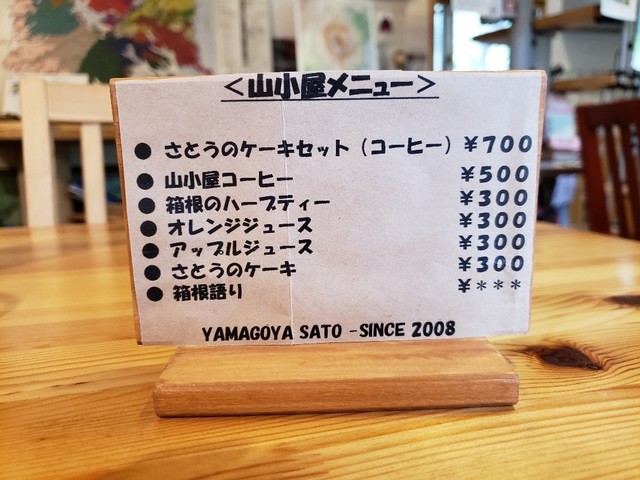 ＜山小屋メニュー＞
● さとうのケーキセット（コーヒー） ￥700
● 山小屋コーヒー ￥500
● 箱根のハーブティー ￥300
● オレンジジュース ￥300
● アップルジュース ￥300
● さとうのケーキ ￥300
● 箱根語り ￥＊＊＊
YAMAGOYA SATO -SINCE 2008